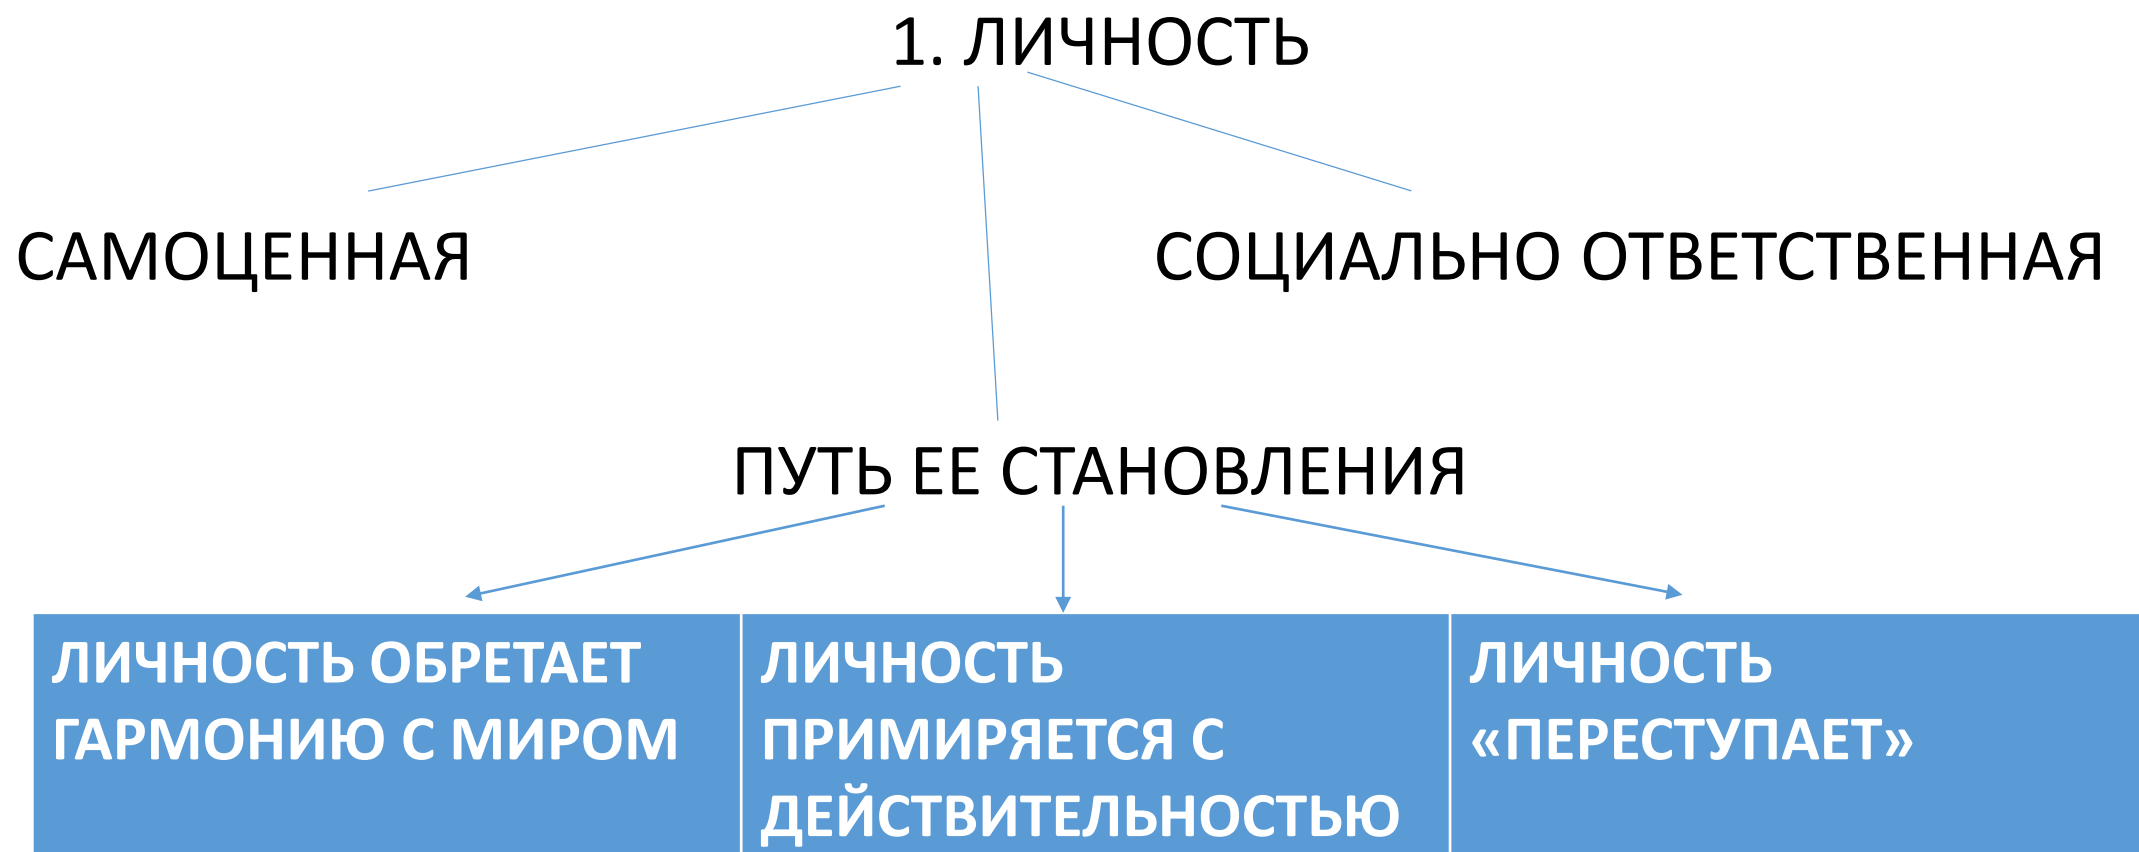 1. ЛИЧНОСТЬ
САМОЦЕННАЯ
СОЦИАЛЬНО ОТВЕТСТВЕННАЯ
ПУТЬ ЕЕ СТАНОВЛЕНИЯ
ЛИЧНОСТЬ ОБРЕТАЕТ
ГАРМОНИЮ С МИРОМ
ЛИЧНОСТЬ
ПРИМИРЯЕТСЯ С
ДЕЙСТВИТЕЛЬНОСТЬЮ
ЛИЧНОСТЬ
«ПЕРЕСТУПАЕТ»